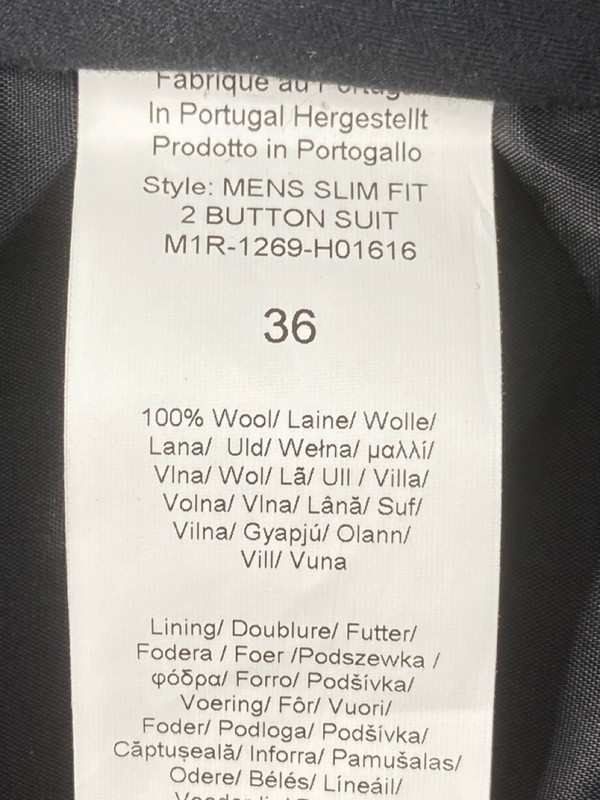 Fabriqué au Portugal
In Portugal Hergestellt
Prodotto in Portogallo
Style: MENS SLIM FIT
2 BUTTON SUIT
M1R-1269-H01616
36
100% Wool/ Laine/ Wolle/
Lana/ Uld/ Wełna/ μαλλί/
Vlna/ Wol/ Lã/ Ull / Villa/
Volna/ Vlna/ Lână/ Suf/
Vilna/ Gyapjú/ Olann/
Vill/ Vuna
Lining/ Doublure/ Futter/
Fodera / Foer /Podszewka /
φόδρα/ Forro/ Podšívka/
Voering/ Fôr/ Vuori/
Foder/ Podloga/ Podšívka/
Căptușeală/ Inforra/ Pamušalas/
Odere/ Bélés/ Líneáil/